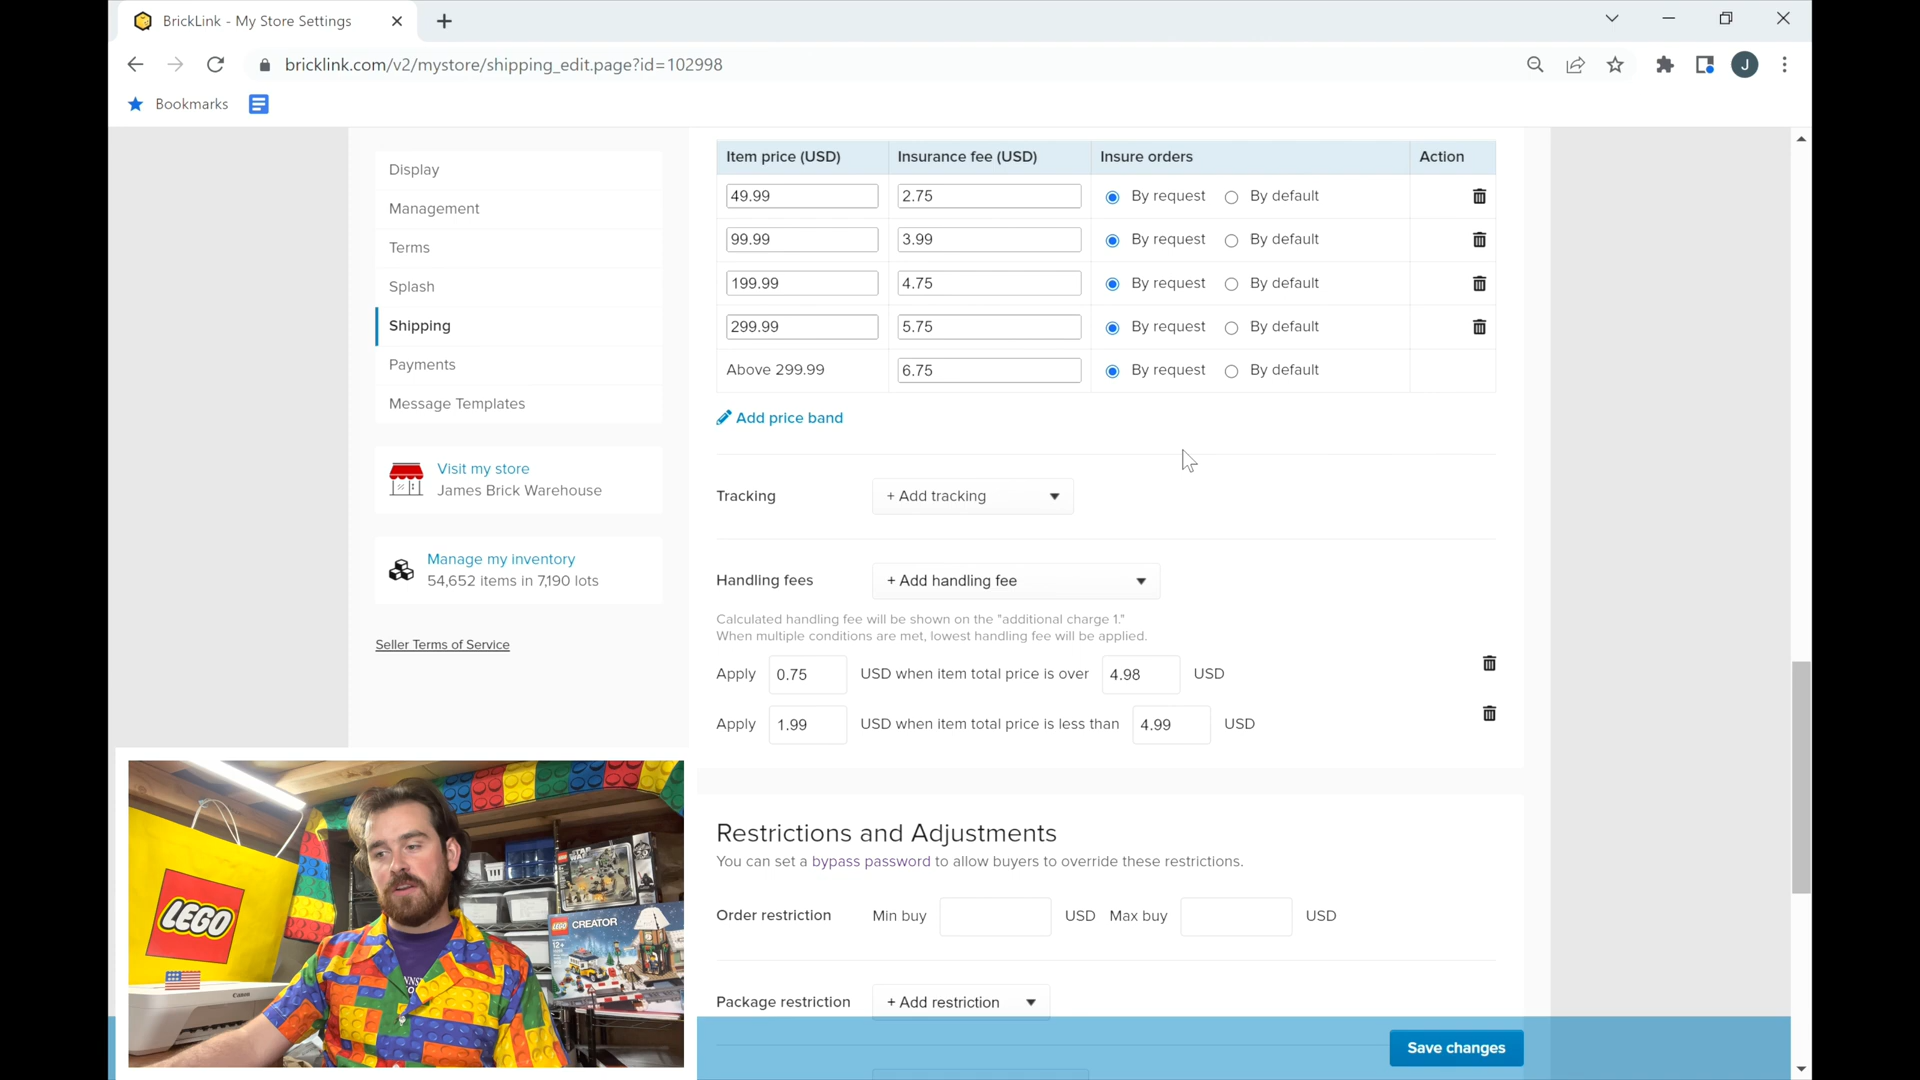 BrickLink - My Store Settings
bricklink.com/v2/mystore/shipping_edit.page?id=102998
J
Bookmarks
Display
Management
Terms
Splash
Shipping
Payments
Message Templates
Visit my store
James Brick Warehouse
Manage my inventory
54,652 items in 7,190 lots
Seller Terms of Service
Item price (USD) Insurance fee (USD) Insure orders Action
49.99 2.75 By request By default
99.99 3.99 By request By default
199.99 4.75 By request By default
299.99 5.75 By request By default
Above 299.99 6.75 By request By default
Add price band
Tracking + Add tracking
Handling fees + Add handling fee
Calculated handling fee will be shown on the "additional charge 1."
When multiple conditions are met, lowest handling fee will be applied.
Apply 0.75 USD when item total price is over 4.98 USD
Apply 1.99 USD when item total price is less than 4.99 USD
Restrictions and Adjustments
You can set a bypass password to allow buyers to override these restrictions.
Order restriction Min buy USD Max buy USD
Package restriction + Add restriction
Save changes
LEGO
Canon
LEGO CREATOR